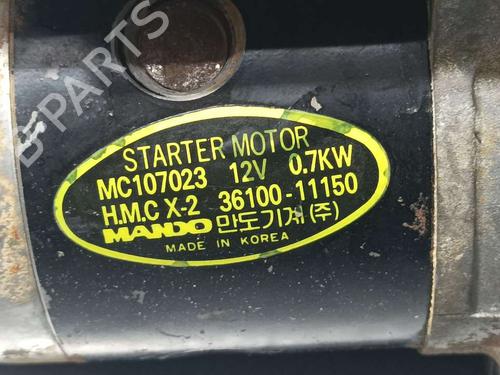 B-PARTS
STARTER MOTOR
MC107023 12V 0.7KW
H.M.C X-2 36100-11150
MANDO 만도기계(주)
MADE IN KOREA